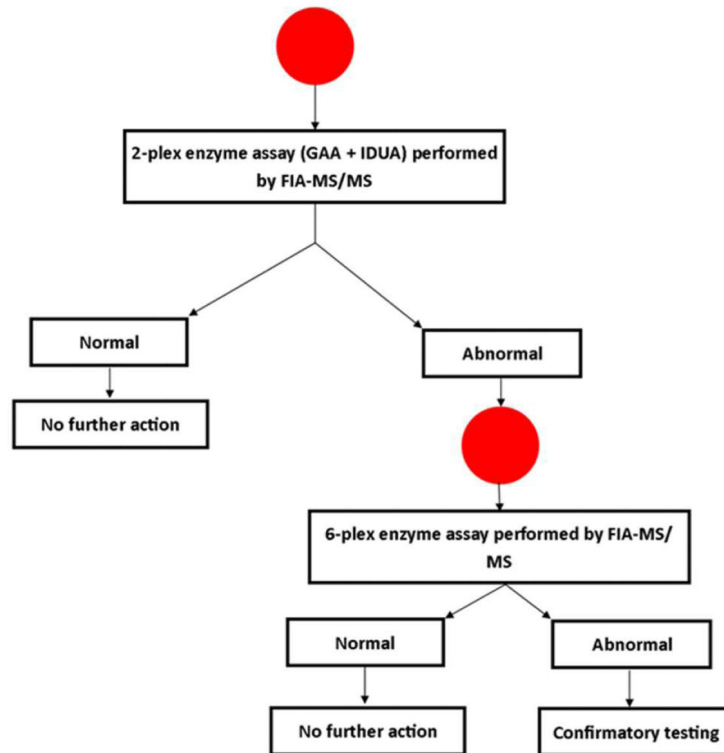 2-plex enzyme assay (GAA + IDUA) performed
by FIA-MS/MS
Normal
Abnormal
No further action
6-plex enzyme assay performed by FIA-MS/
MS
Normal
Abnormal
No further action
Confirmatory testing